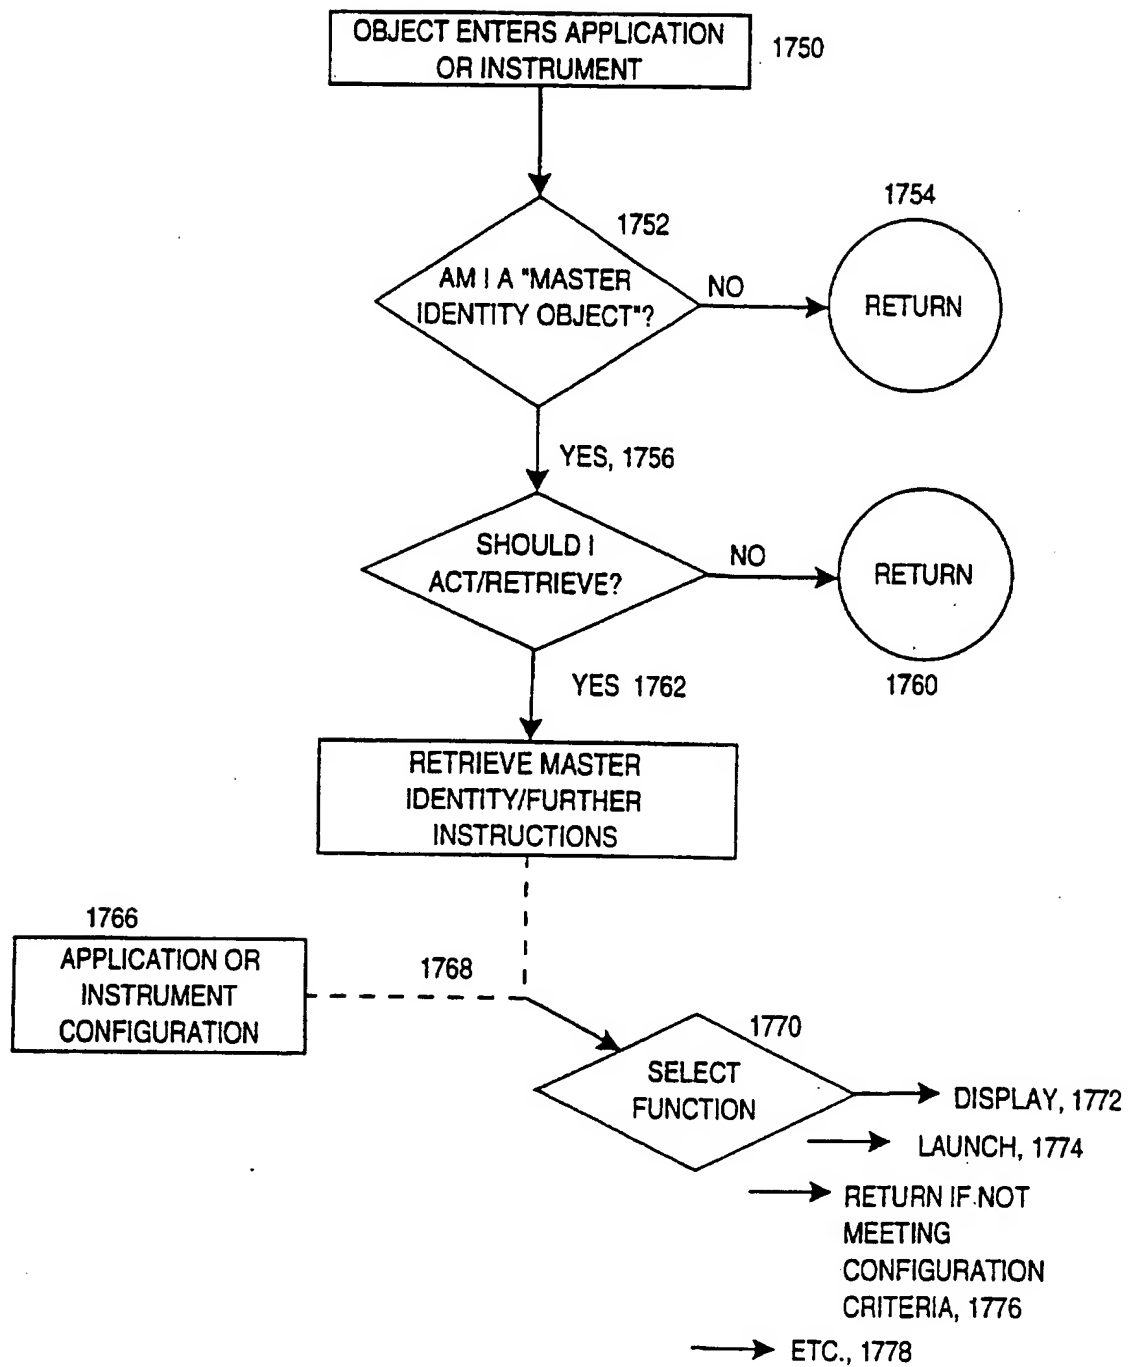 OBJECT ENTERS APPLICATION
OR INSTRUMENT
1750
1754
1752
AM I A "MASTER
IDENTITY OBJECT"?
NO
RETURN
YES, 1756
SHOULD I
ACT/RETRIEVE?
NO
RETURN
1760
YES 1762
RETRIEVE MASTER
IDENTITY/FURTHER
INSTRUCTIONS
1766
APPLICATION OR
INSTRUMENT
CONFIGURATION
1768
1770
SELECT
FUNCTION
DISPLAY, 1772
LAUNCH, 1774
RETURN IF NOT
MEETING
CONFIGURATION
CRITERIA, 1776
ETC., 1778